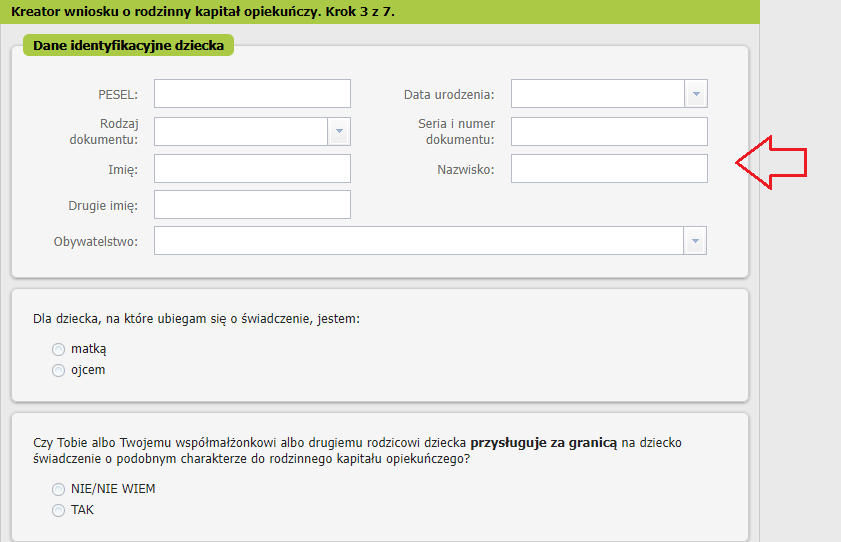 Kreator wniosku o rodzinny kapitał opiekuńczy. Krok 3 z 7.
Dane identyfikacyjne dziecka
PESEL:
Data urodzenia:
Rodzaj
dokumentu:
Seria i numer
dokumentu:
Imię:
Nazwisko:
Drugie imię:
Obywatelstwo:
Dla dziecka, na które ubiegam się o świadczenie, jestem:
matką
ojcem
Czy Tobie albo Twojemu współmałżonkowi albo drugiemu rodzicowi dziecka przysługuje za granicą na dziecko
świadczenie o podobnym charakterze do rodzinnego kapitału opiekuńczego?
NIE/NIE WIEM
TAK